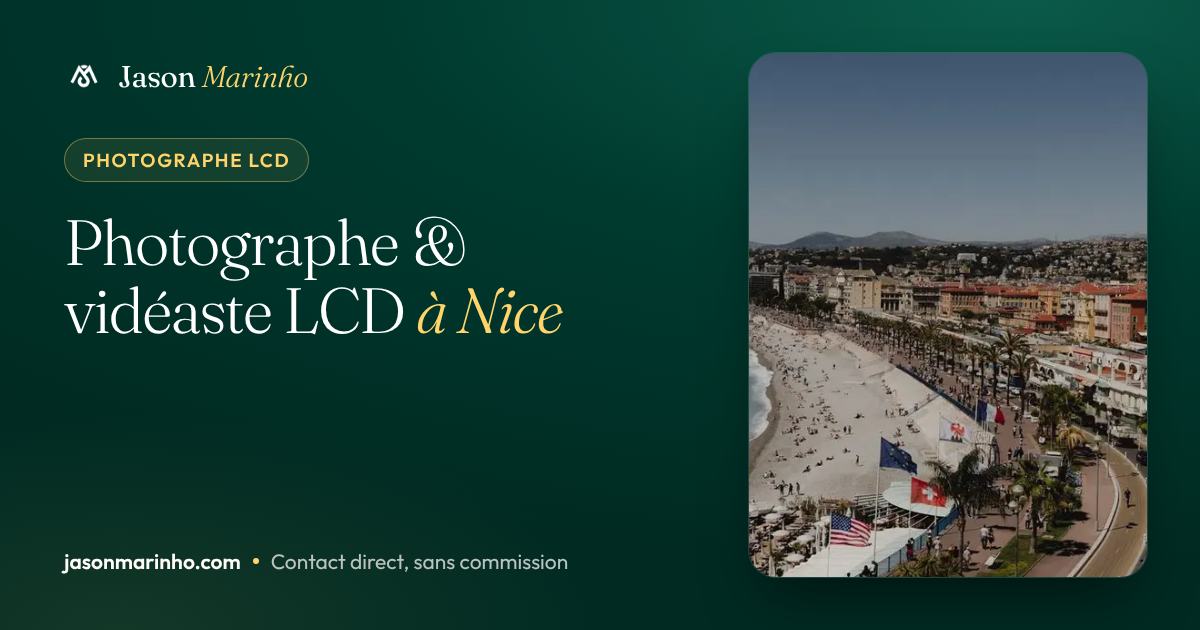 Jason Marinho
PHOTOGRAPHE LCD
Photographe &
vidéaste LCD à Nice
jasonmarinho.com • Contact direct, sans commission